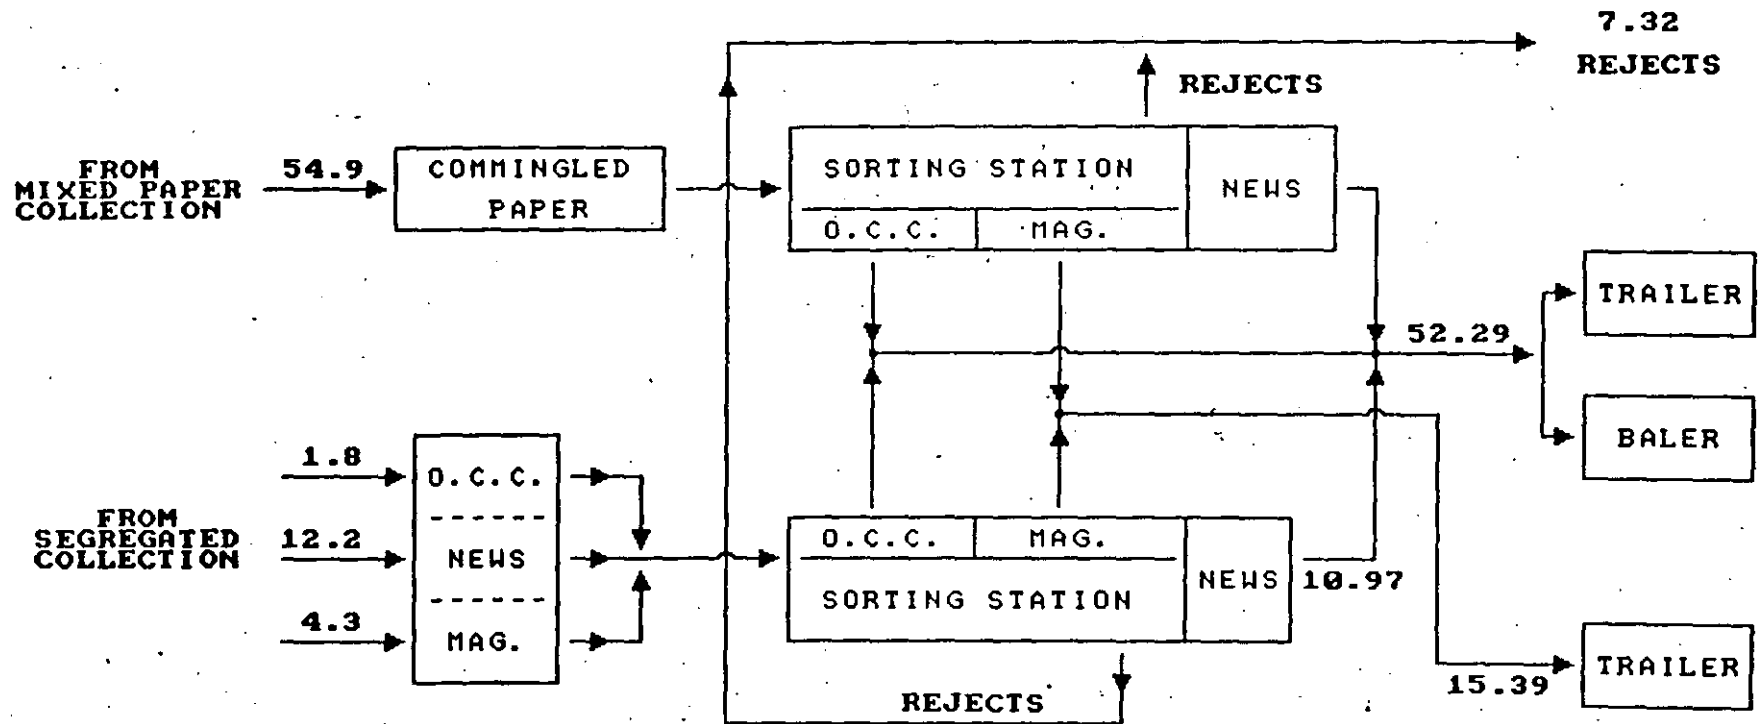 7.32
REJECTS
REJECTS
FROM
MIXED PAPER
COLLECTION
54.9
COMMINGLED
PAPER
SORTING STATION
NEWS
O.C.C.
MAG.
TRAILER
52.29
BALER
1.8
O.C.C.
FROM
SEGREGATED
COLLECTION
12.2
NEWS
4.3
MAG.
O.C.C.
MAG.
NEWS
10.97
SORTING STATION
TRAILER
15.39
REJECTS